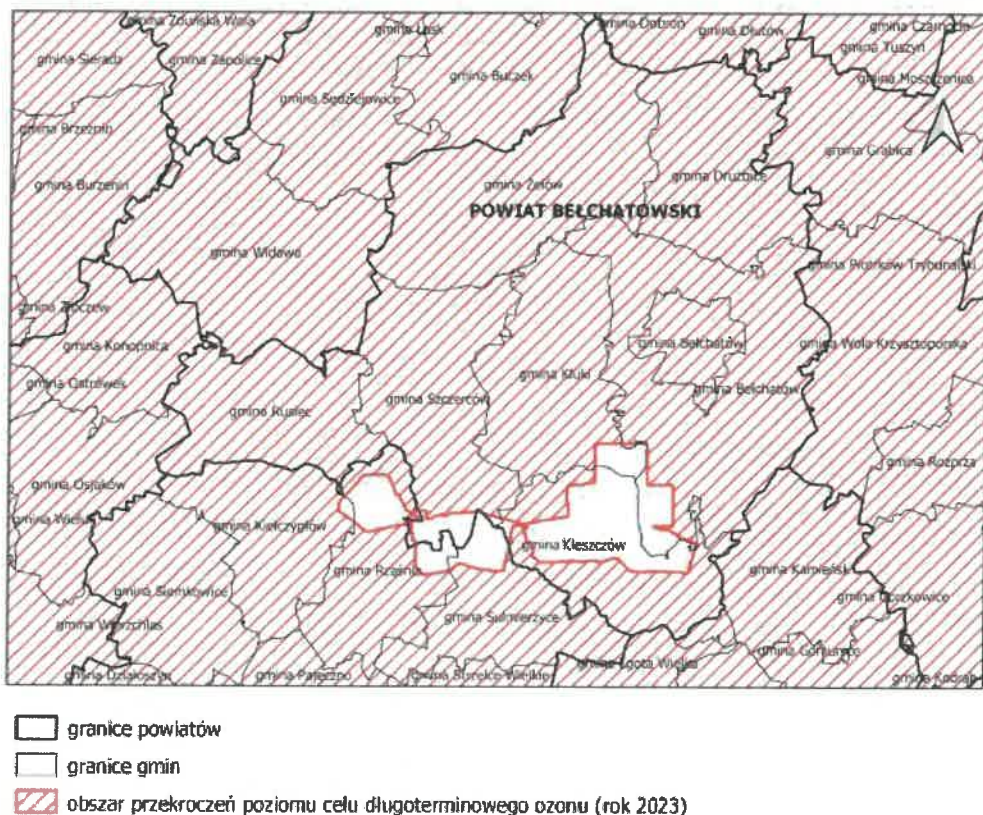 gmina Zduńska Wola
gmina Łask
gmina Dobroń
gmina Dłutów
gmina Czarnocin
gmina Tuszyn
gmina Sieradz
gmina Zapolice
gmina Buczek
gmina Moszczenica
gmina Sędziejowice
gmina Brzeźnio
gmina Grabica
gmina Burzenin
gmina Zelów
gmina Drużbice
POWIAT BEŁCHATOWSKI
gmina Widawa
gmina Piotrków Trybunalski
gmina Złoczew
gmina Konopnica
gmina Bełchatów
gmina Wola Krzysztoporska
gmina Ostrówek
gmina Kluki
gmina Rusiec
gmina Szczerców
gmina Bełchatów
gmina Rozprza
gmina Osjaków
gmina Wieluń
gmina Kiełczygłów
gmina Kleszczów
gmina Rząśnia
gmina Kamieńsk
gmina Siemkowice
gmina Gorzkowice
gmina Sulmierzyce
gmina Wierzchlas
gmina Gomunice
gmina Działoszyn
gmina Pajęczno
gmina Strzelce Wielkie
gmina Łgota Wielka
gmina Kodrąb
granice powiatów
granice gmin
obszar przekroczeń poziomu celu długoterminowego ozonu (rok 2023)